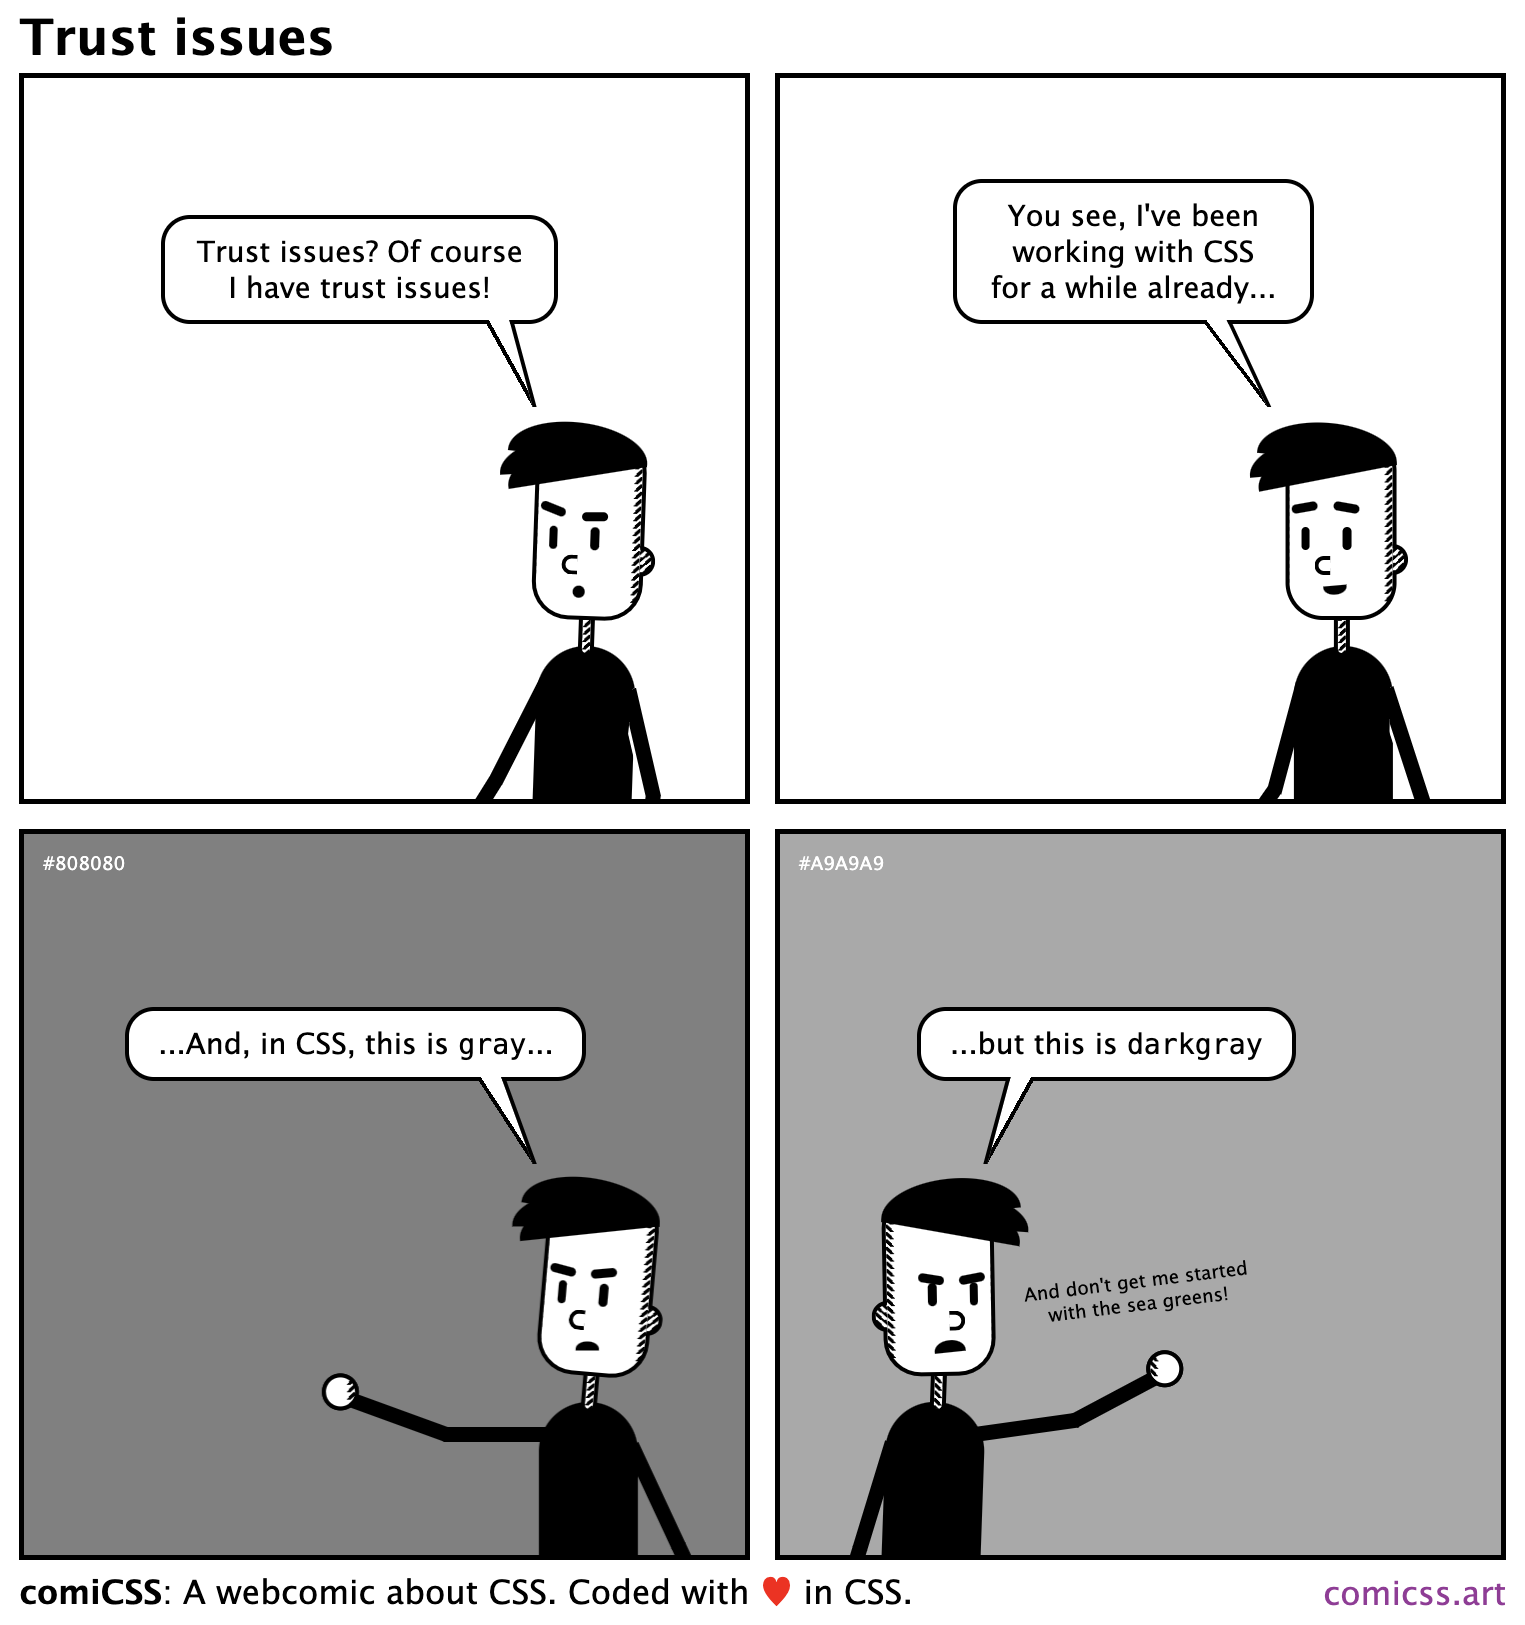 Trust issues
Trust issues? Of course
I have trust issues!
You see, I've been
working with CSS
for a while already...
#808080
...And, in CSS, this is gray...
#A9A9A9
...but this is darkgray
And don't get me started
with the sea greens!
comiCSS: A webcomic about CSS. Coded with ♥ in CSS.
comicss.art